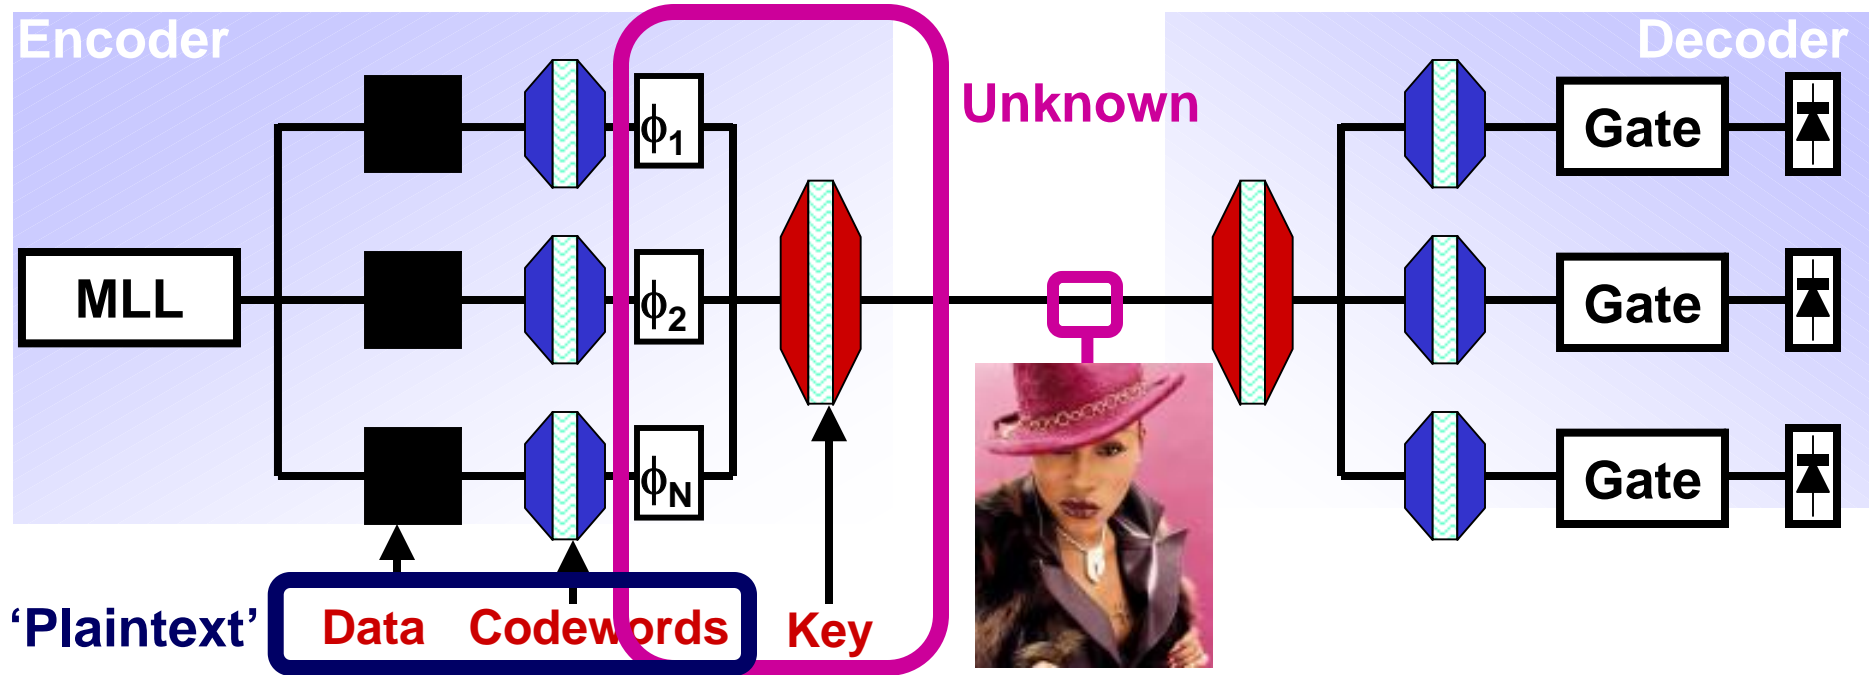 Encoder
Decoder
Unknown
ϕ1
Gate
MLL
ϕ2
Gate
ϕN
Gate
‘Plaintext’
Data
Codewords
Key